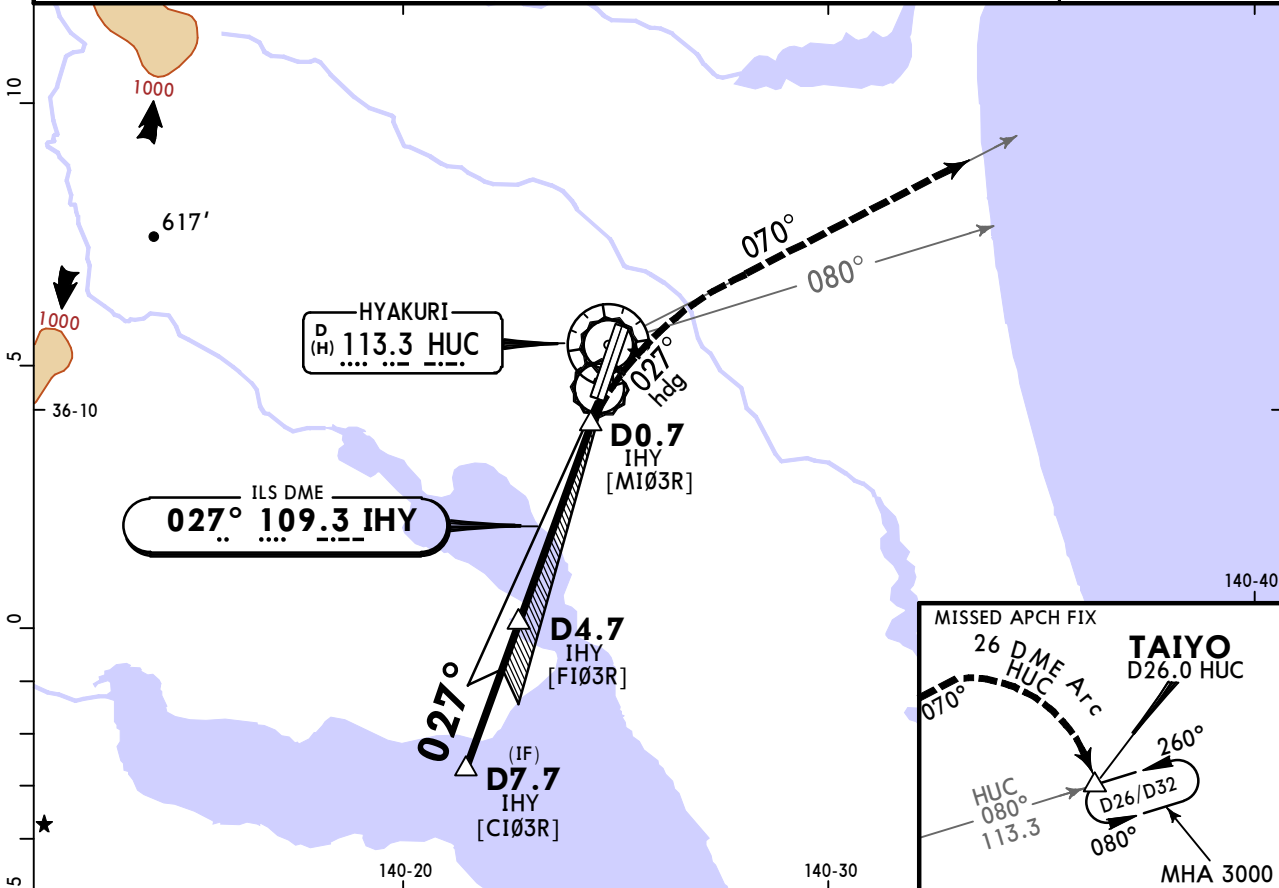 10
1000
617'
1000
5
36-10
HYAKURI
D
(H) 113.3 HUC
070°
080°
027°
hdg
D0.7
IHY
[MIØ3R]
ILS DME
027° 109.3 IHY
0
D4.7
IHY
[FIØ3R]
027°
(IF)
D7.7
IHY
[CIØ3R]
5
140-20
140-30
140-40
MISSED APCH FIX
26 DME Arc
HUC
070°
TAIYO
D26.0 HUC
260°
D26/D32
080°
HUC
080°
113.3
MHA 3000